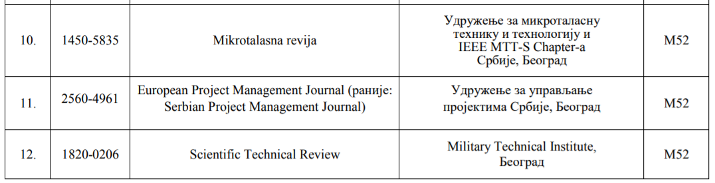 10.
1450-5835
Mikrotalasna revija
Удружење за микроталасну
технику и технологију и
IEEE MTT-S Chapter-а
Србије, Београд
M52
11.
2560-4961
European Project Management Journal (раније:
Serbian Project Management Journal)
Удружење за управљање
пројектима Србије, Београд
M52
12.
1820-0206
Scientific Technical Review
Military Technical Institute,
Београд
M52